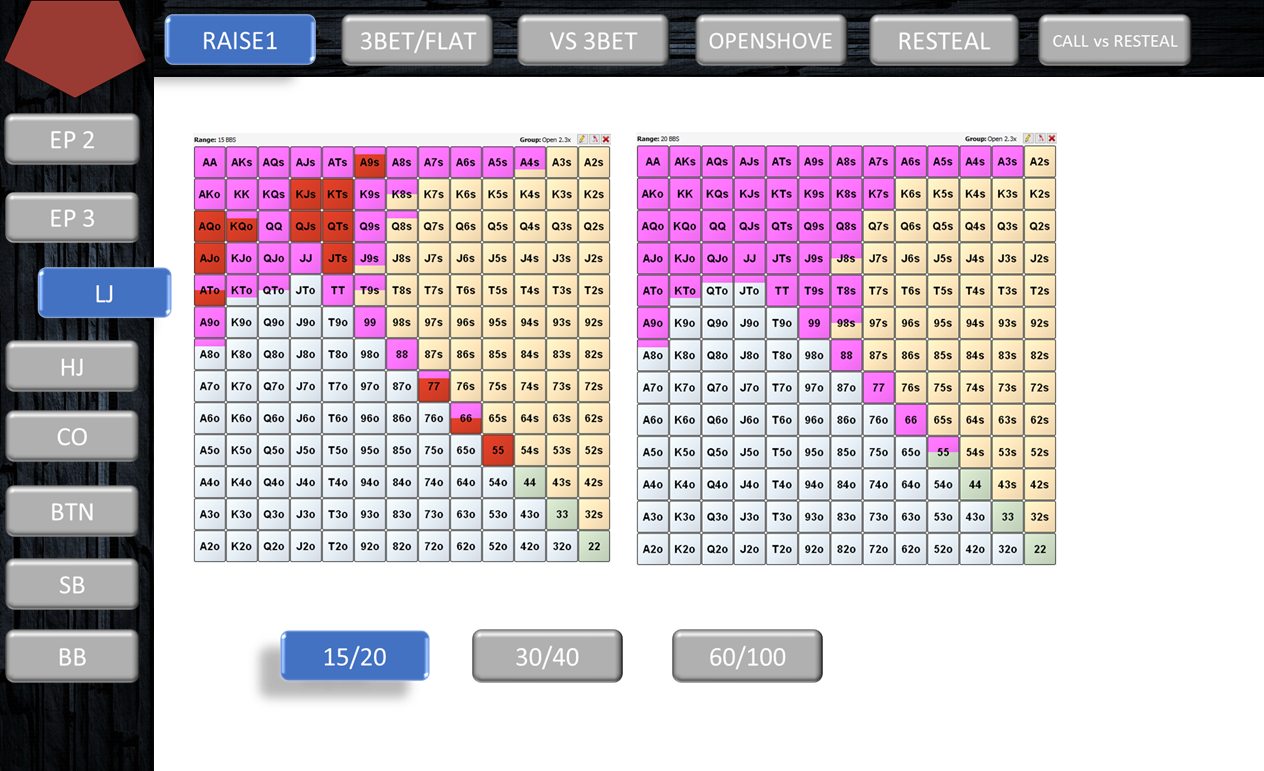 RAISE1 3BET/FLAT VS 3BET OPENSHOVE RESTEAL CALL vs RESTEAL
EP 2
EP 3
LJ
HJ
CO
BTN
SB
BB
Range: 15 BBS Group: Open 2.3x
AA AKs AQs AJs ATs A9s A8s A7s A6s A5s A4s A3s A2s
AKo KK KQs KJs KTs K9s K8s K7s K6s K5s K4s K3s K2s
AQo KQo QQ QJs QTs Q9s Q8s Q7s Q6s Q5s Q4s Q3s Q2s
AJo KJo QJo JJ JTs J9s J8s J7s J6s J5s J4s J3s J2s
ATo KTo QTo JTo TT T9s T8s T7s T6s T5s T4s T3s T2s
A9o K9o Q9o J9o T9o 99 98s 97s 96s 95s 94s 93s 92s
A8o K8o Q8o J8o T8o 98o 88 87s 86s 85s 84s 83s 82s
A7o K7o Q7o J7o T7o 97o 87o 77 76s 75s 74s 73s 72s
A6o K6o Q6o J6o T6o 96o 86o 76o 66 65s 64s 63s 62s
A5o K5o Q5o J5o T5o 95o 85o 75o 65o 55 54s 53s 52s
A4o K4o Q4o J4o T4o 94o 84o 74o 64o 54o 44 43s 42s
A3o K3o Q3o J3o T3o 93o 83o 73o 63o 53o 43o 33 32s
A2o K2o Q2o J2o T2o 92o 82o 72o 62o 52o 42o 32o 22
Range: 20 BBS Group: Open 2.3x
AA AKs AQs AJs ATs A9s A8s A7s A6s A5s A4s A3s A2s
AKo KK KQs KJs KTs K9s K8s K7s K6s K5s K4s K3s K2s
AQo KQo QQ QJs QTs Q9s Q8s Q7s Q6s Q5s Q4s Q3s Q2s
AJo KJo QJo JJ JTs J9s J8s J7s J6s J5s J4s J3s J2s
ATo KTo QTo JTo TT T9s T8s T7s T6s T5s T4s T3s T2s
A9o K9o Q9o J9o T9o 99 98s 97s 96s 95s 94s 93s 92s
A8o K8o Q8o J8o T8o 98o 88 87s 86s 85s 84s 83s 82s
A7o K7o Q7o J7o T7o 97o 87o 77 76s 75s 74s 73s 72s
A6o K6o Q6o J6o T6o 96o 86o 76o 66 65s 64s 63s 62s
A5o K5o Q5o J5o T5o 95o 85o 75o 65o 55 54s 53s 52s
A4o K4o Q4o J4o T4o 94o 84o 74o 64o 54o 44 43s 42s
A3o K3o Q3o J3o T3o 93o 83o 73o 63o 53o 43o 33 32s
A2o K2o Q2o J2o T2o 92o 82o 72o 62o 52o 42o 32o 22
15/20 30/40 60/100